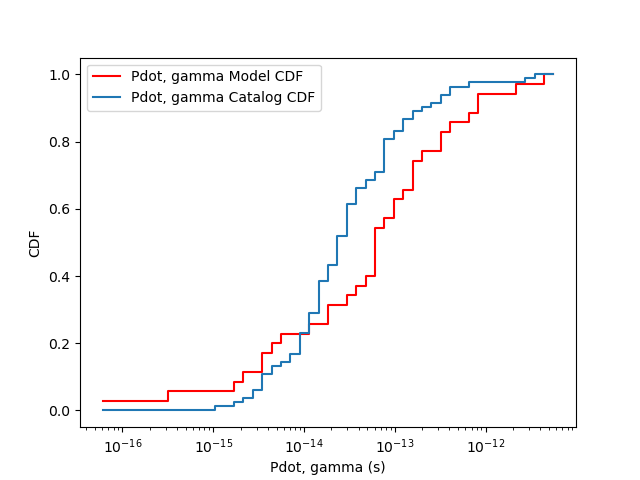 Pdot, gamma Model CDF
Pdot, gamma Catalog CDF
1.0
0.8
0.6
0.4
0.2
0.0
CDF
10⁻¹⁶ 10⁻¹⁵ 10⁻¹⁴ 10⁻¹³ 10⁻¹²
Pdot, gamma (s)